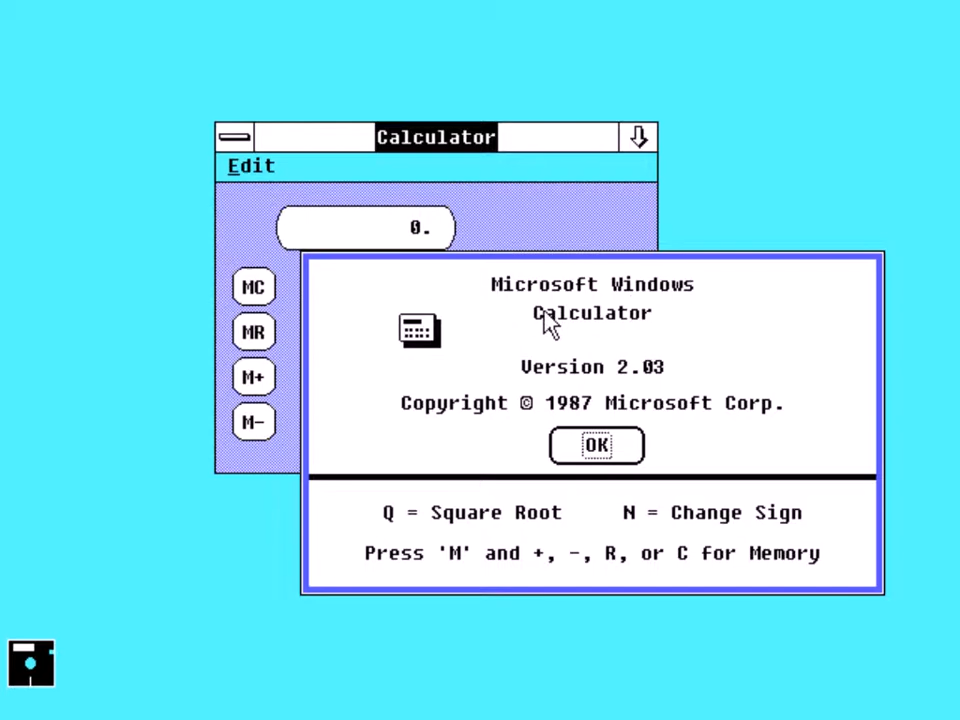 Calculator
Edit
0.
MC
MR
M+
M-
Microsoft Windows
Calculator
Version 2.03
Copyright © 1987 Microsoft Corp.
OK
Q = Square Root N = Change Sign
Press 'M' and +, -, R, or C for Memory